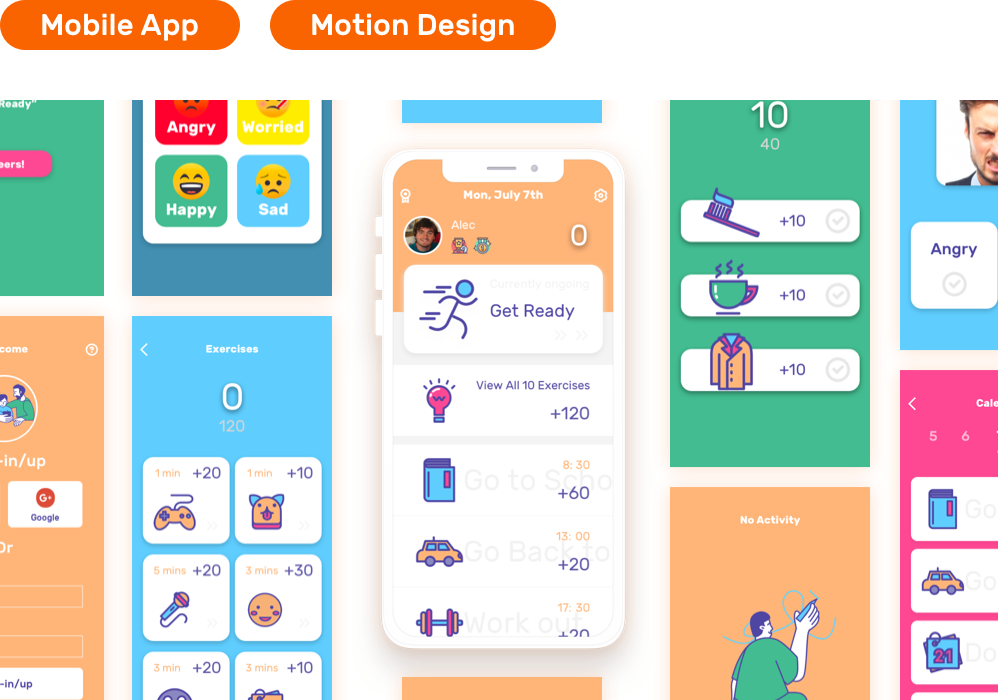 Mobile App
Motion Design
Ready"
eers!
Angry
Worried
Happy
Sad
come
-in/up
G+
Google
Or
-in/up
Exercises
0
120
1 min +20
1 min +10
5 mins +20
3 mins +30
3 min +20
3 mins +10
Mon, July 7th
Alec
0
Currently ongoing
Get Ready
View All 10 Exercises
+120
8: 30
Go to Scho
+60
13: 00
Go Back to
+20
17: 30
Work out
+20
10
40
+10
+10
+10
No Activity
Angry
Cale
5 6
Go
Go
21
Do